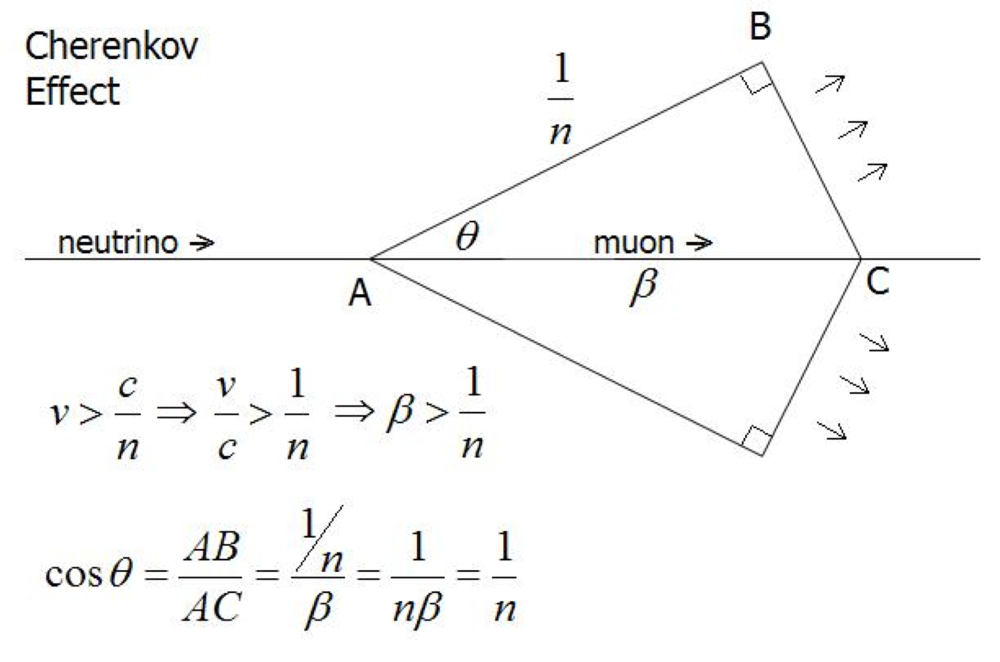 Cherenkov
Effect
B
1/n
θ
neutrino → muon →
A β C
v > c/n ⇒ v/c > 1/n ⇒ β > 1/n
cos θ = AB/AC = (1/n)/β = 1/nβ = 1/n